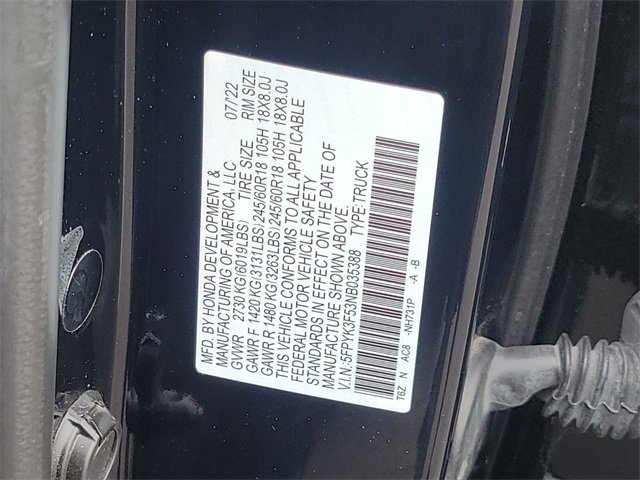 MFD. BY HONDA DEVELOPMENT &
MANUFACTURING OF AMERICA, LLC 07/22
GVWR 2730 KG(6019LBS) TIRE SIZE RIM SIZE
GAWR F 1420 KG(3131LBS)245/60R18 105H 18X8.0J
GAWR R 1480 KG(3263LBS)245/60R18 105H 18X8.0J
THIS VEHICLE CONFORMS TO ALL APPLICABLE
FEDERAL MOTOR VEHICLE SAFETY
STANDARDS IN EFFECT ON THE DATE OF
MANUFACTURE SHOWN ABOVE.
V.I.N. 5FPYK3F53NB035388 TYPE:TRUCK
T6Z N AC8 -NH731P -A -B